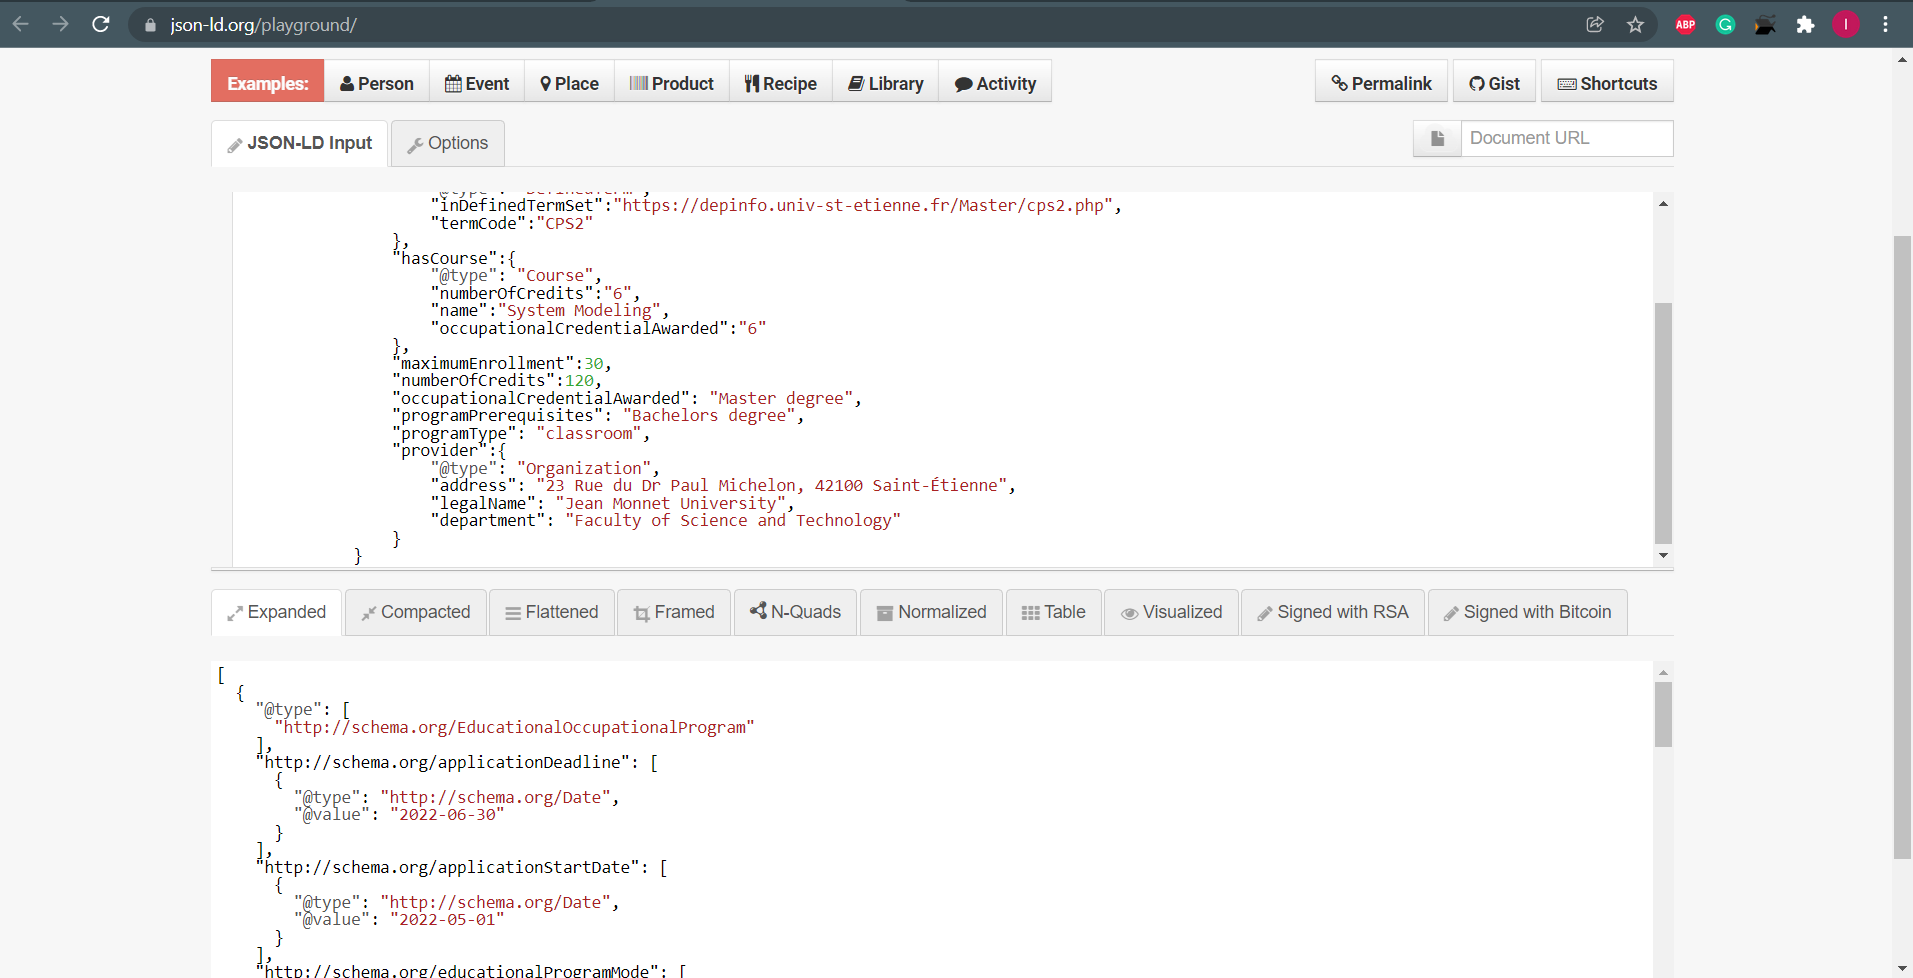 json-ld.org/playground/
ABP
G
I
Examples: Person Event Place Product Recipe Library Activity Permalink Gist Shortcuts
JSON-LD Input Options Document URL
"@type": "DefinedTerm",
"inDefinedTermSet":"https://depinfo.univ-st-etienne.fr/Master/cps2.php",
"termCode":"CPS2"
},
"hasCourse":{
"@type": "Course",
"numberOfCredits":"6",
"name":"System Modeling",
"occupationalCredentialAwarded":"6"
},
"maximumEnrollment":30,
"numberOfCredits":120,
"occupationalCredentialAwarded": "Master degree",
"programPrerequisites": "Bachelors degree",
"programType": "classroom",
"provider":{
"@type": "Organization",
"address": "23 Rue du Dr Paul Michelon, 42100 Saint-Étienne",
"legalName": "Jean Monnet University",
"department": "Faculty of Science and Technology"
}
}
Expanded Compacted Flattened Framed N-Quads Normalized Table Visualized Signed with RSA Signed with Bitcoin
[
{
"@type": [
"http://schema.org/EducationalOccupationalProgram"
],
"http://schema.org/applicationDeadline": [
{
"@type": "http://schema.org/Date",
"@value": "2022-06-30"
}
],
"http://schema.org/applicationStartDate": [
{
"@type": "http://schema.org/Date",
"@value": "2022-05-01"
}
],
"http://schema.org/educationalProgramMode": [